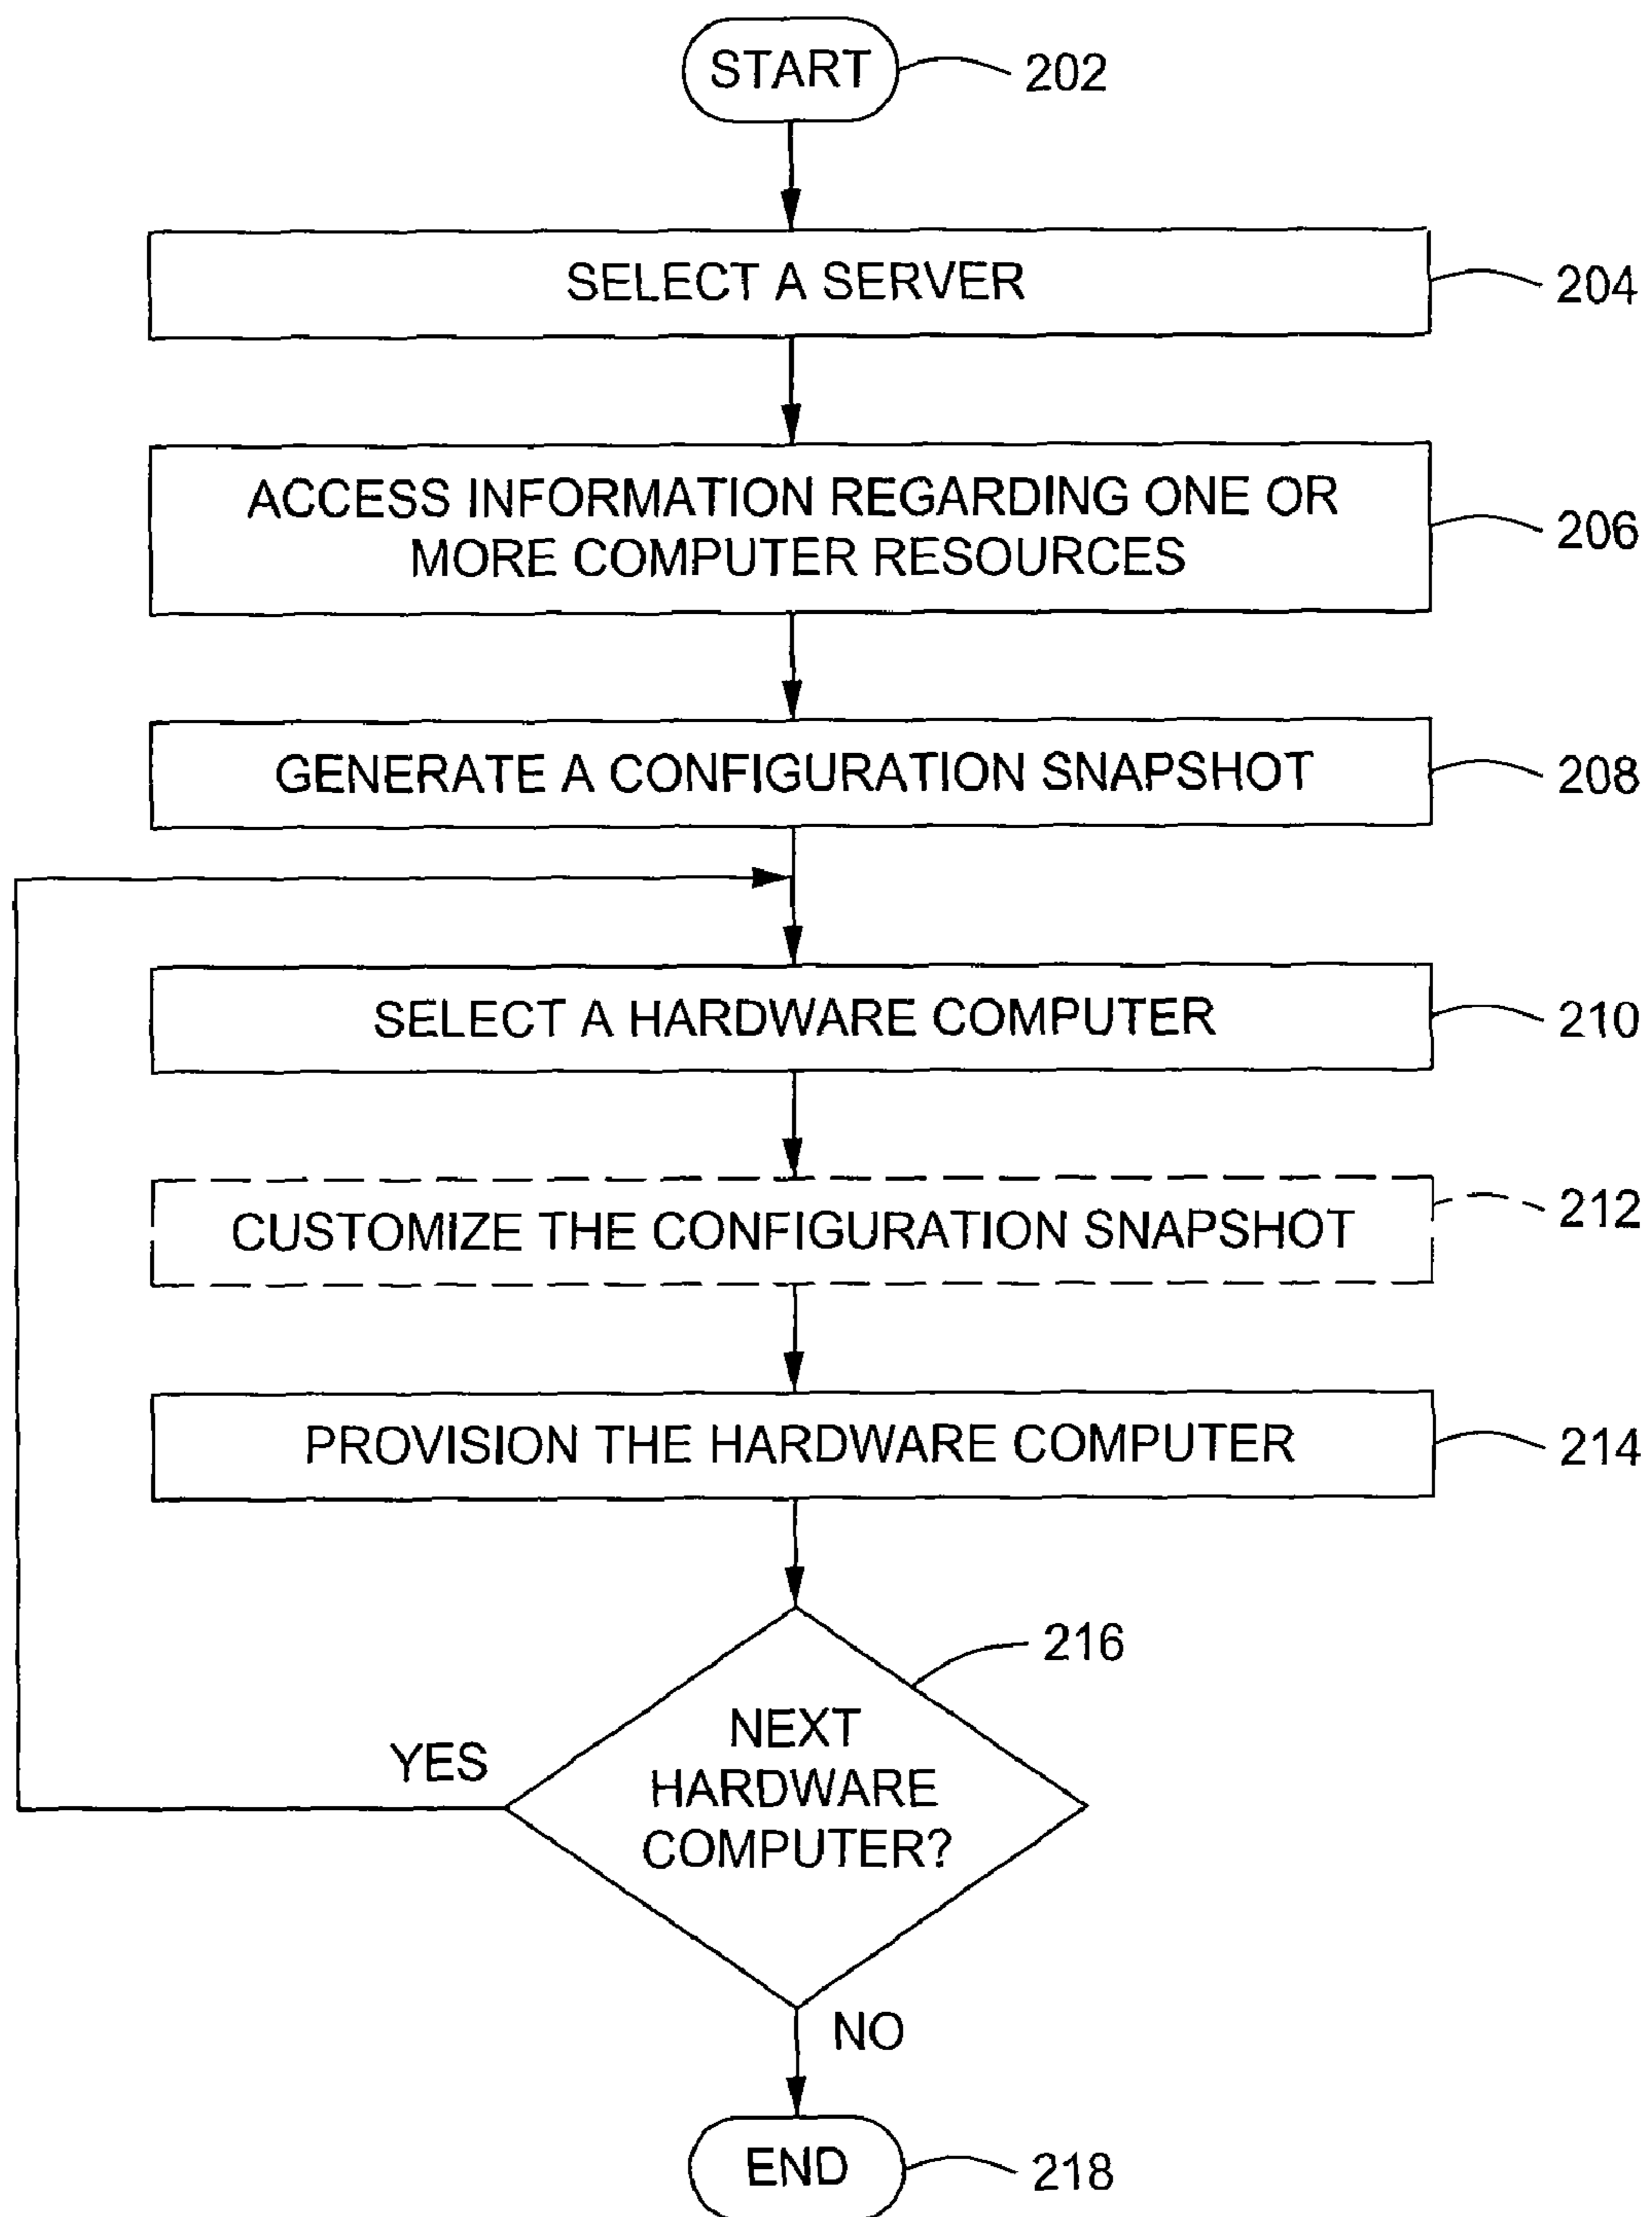 START
202
SELECT A SERVER
204
ACCESS INFORMATION REGARDING ONE OR
MORE COMPUTER RESOURCES
206
GENERATE A CONFIGURATION SNAPSHOT
208
SELECT A HARDWARE COMPUTER
210
CUSTOMIZE THE CONFIGURATION SNAPSHOT
212
PROVISION THE HARDWARE COMPUTER
214
216
NEXT
HARDWARE
COMPUTER?
YES
NO
END
218